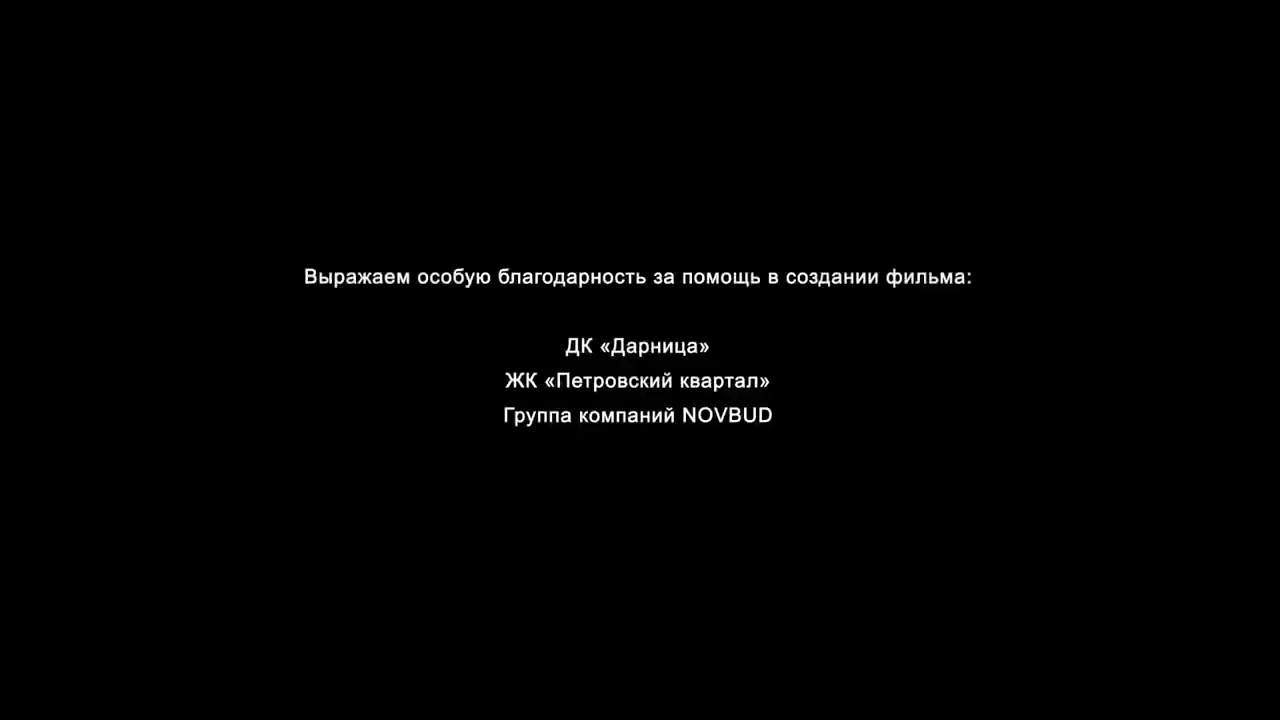 Выражаем особую благодарность за помощь в создании фильма:
ДК «Дарница»
ЖК «Петровский квартал»
Группа компаний NOVBUD